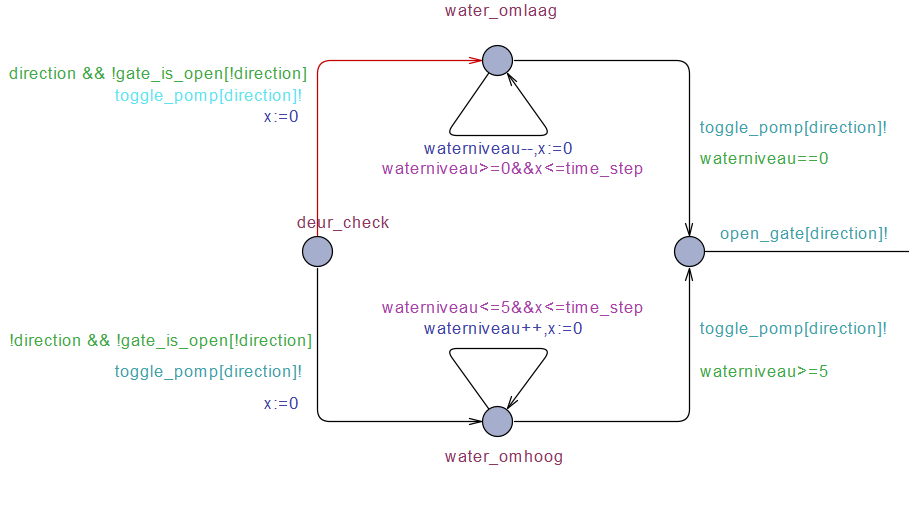 water_omlaag
direction && !gate_is_open[!direction]
toggle_pomp[direction]!
x:=0
waterniveau--,x:=0
waterniveau>=0&&x<=time_step
toggle_pomp[direction]!
waterniveau==0
deur_check
open_gate[direction]!
waterniveau<=5&&x<=time_step
waterniveau++,x:=0
!direction && !gate_is_open[!direction]
toggle_pomp[direction]!
x:=0
toggle_pomp[direction]!
waterniveau>=5
water_omhoog